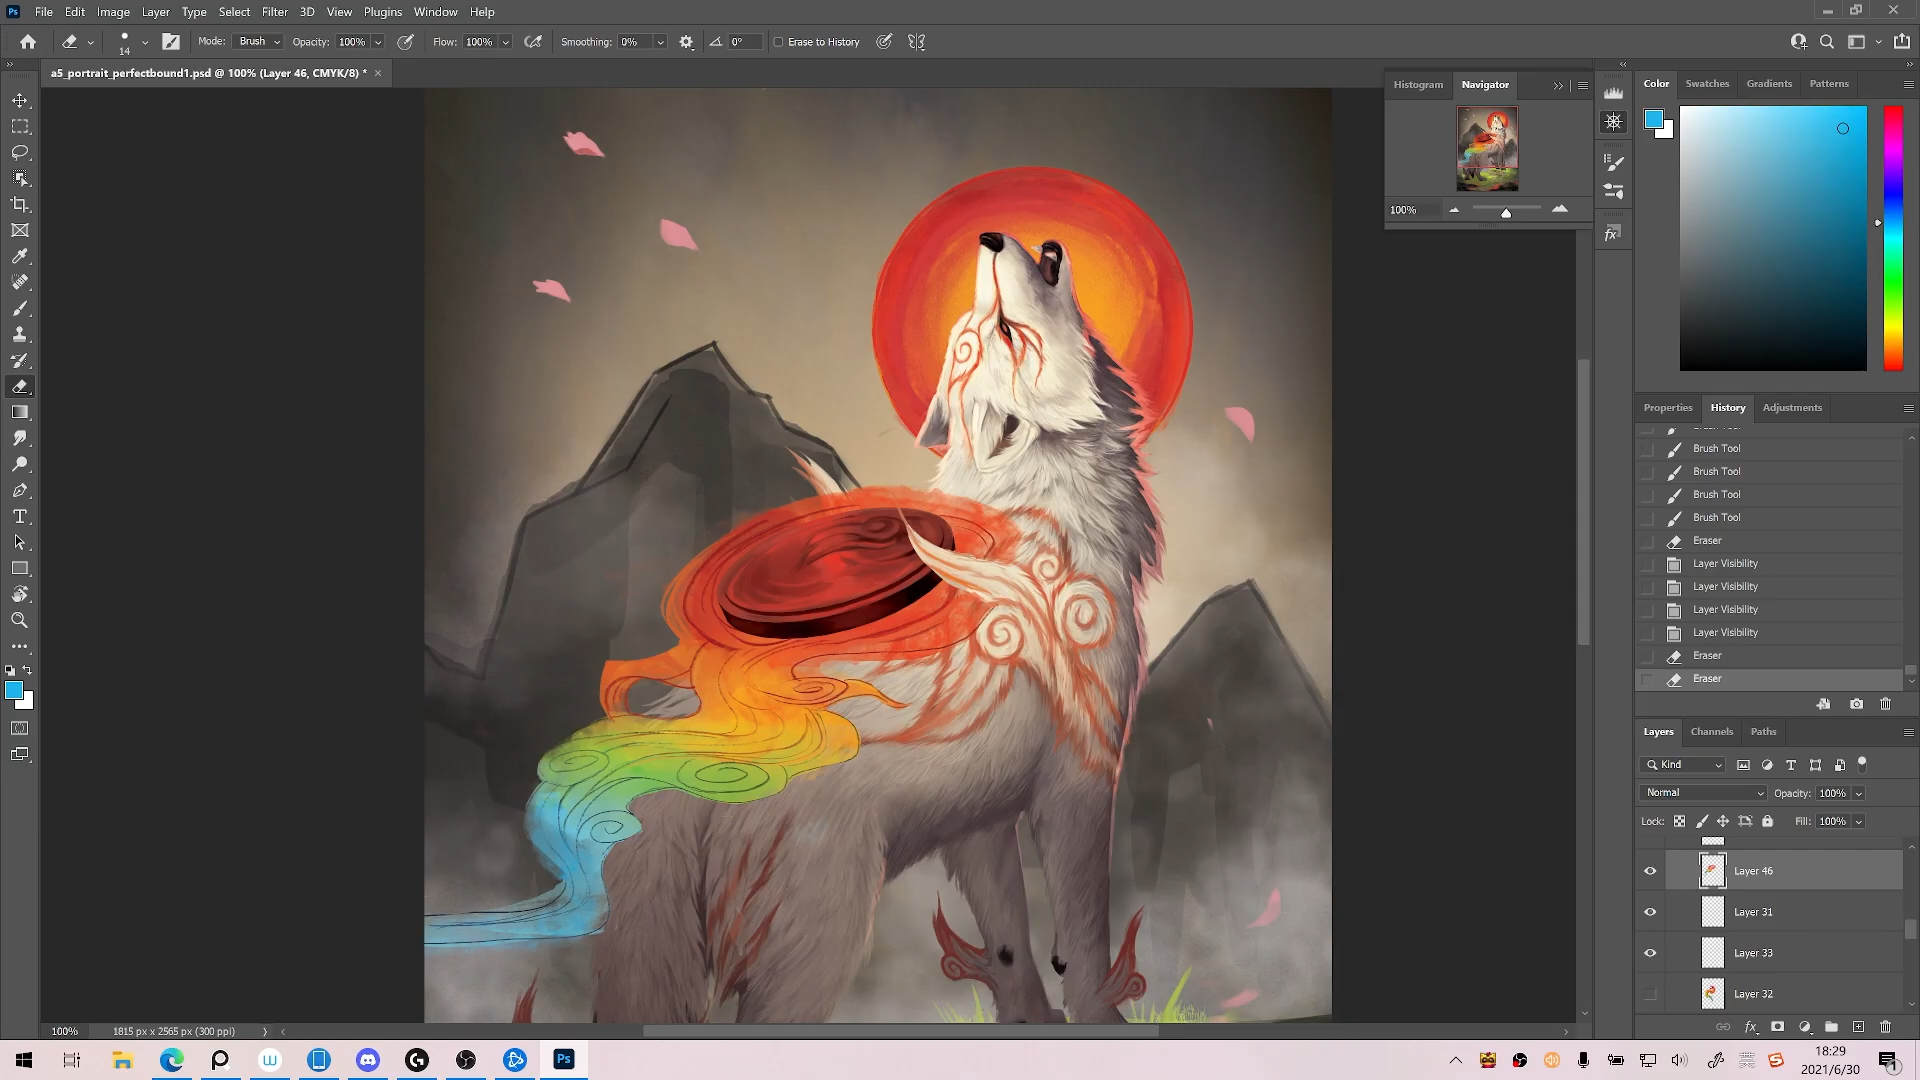 Ps File Edit Image Layer Type Select Filter 3D View Plugins Window Help
14 Mode: Brush Opacity: 100% Flow: 100% Smoothing: 0% 0° Erase to History
a5_portrait_perfectbound1.psd @ 100% (Layer 46, CMYK/8) * ×
Histogram Navigator
100%
Color Swatches Gradients Patterns
Properties History Adjustments
Brush Tool
Brush Tool
Brush Tool
Brush Tool
Eraser
Layer Visibility
Layer Visibility
Layer Visibility
Layer Visibility
Eraser
Eraser
Layers Channels Paths
Kind
Normal Opacity: 100%
Lock: Fill: 100%
Layer 46
Layer 31
Layer 33
Layer 32
fx
100% 1815 px x 2565 px (300 ppi)
Ps
18:29
2021/6/30